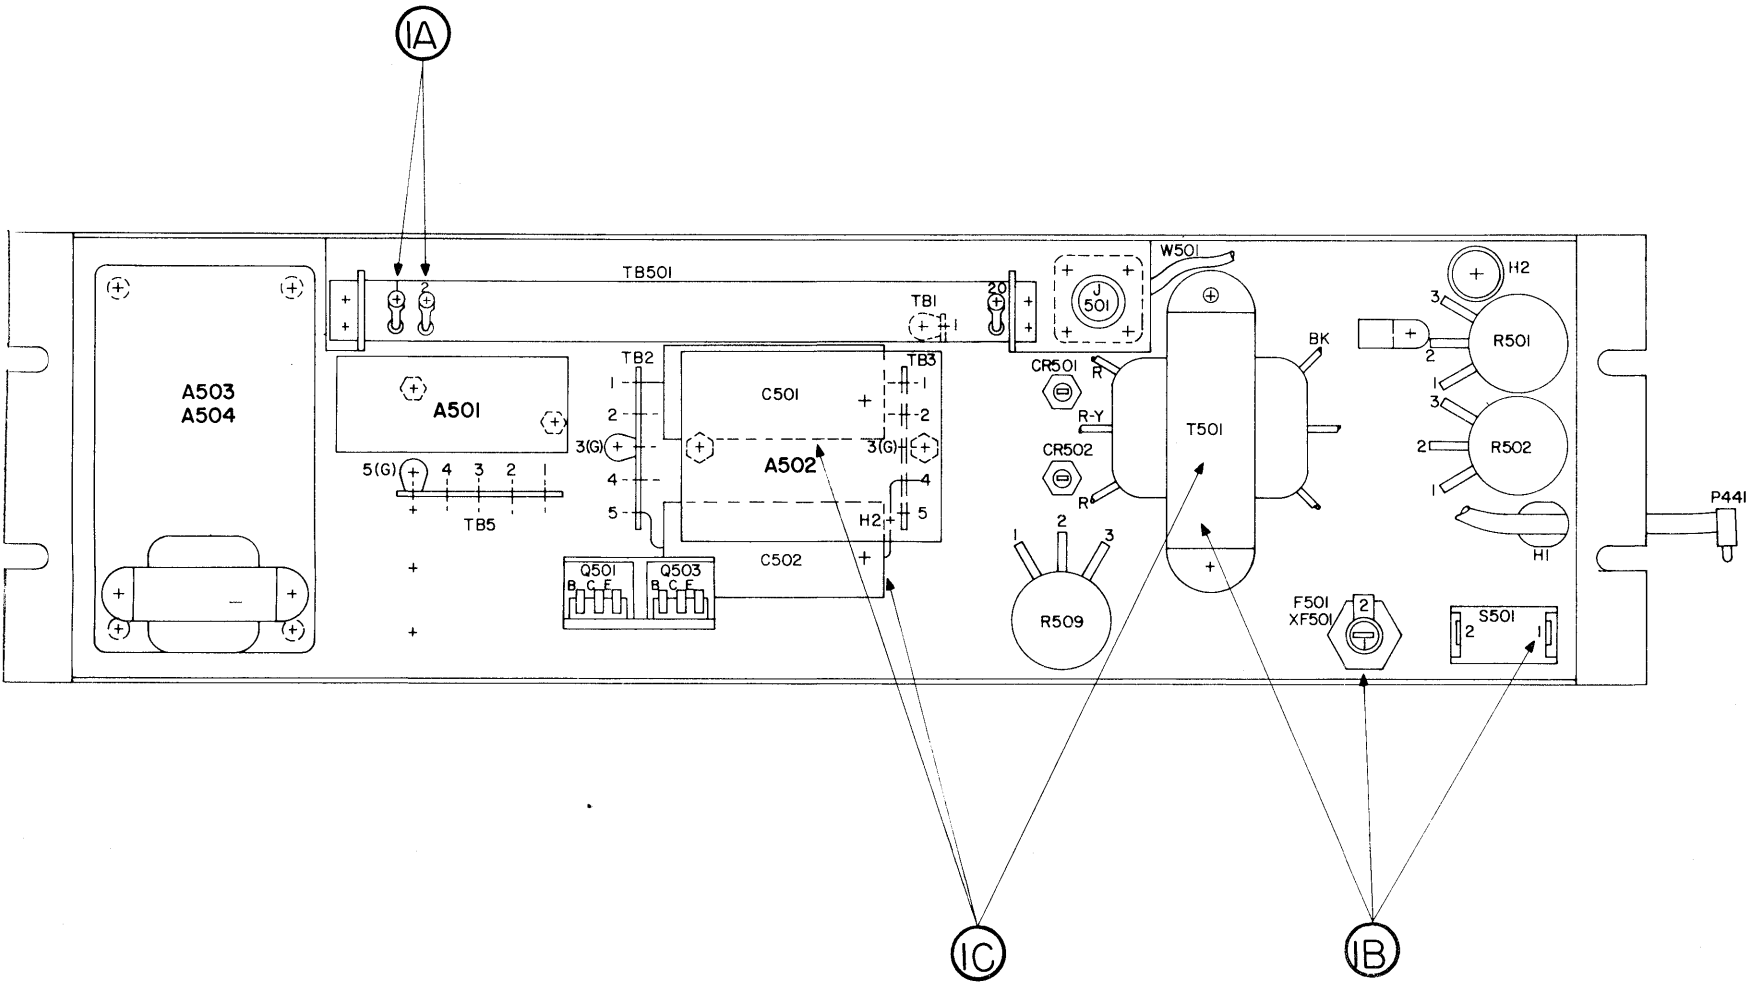 1A
W501
TB501
H2
1
2
20
TB1
1
J
501
3
R501
2
1
BK
A503
A504
A501
TB2
1
2
3(G)
4
5
C501
TB3
1
2
3(G)
4
5
A502
H2
C502
CR501
R
R-Y
CR502
R
T501
3
2
R502
1
5(G)
4
3
2
1
TB5
P441
H1
Q501
B C E
Q503
B C E
1
2
3
R509
F501
XF501
2
1
S501
2
1
1C
1B